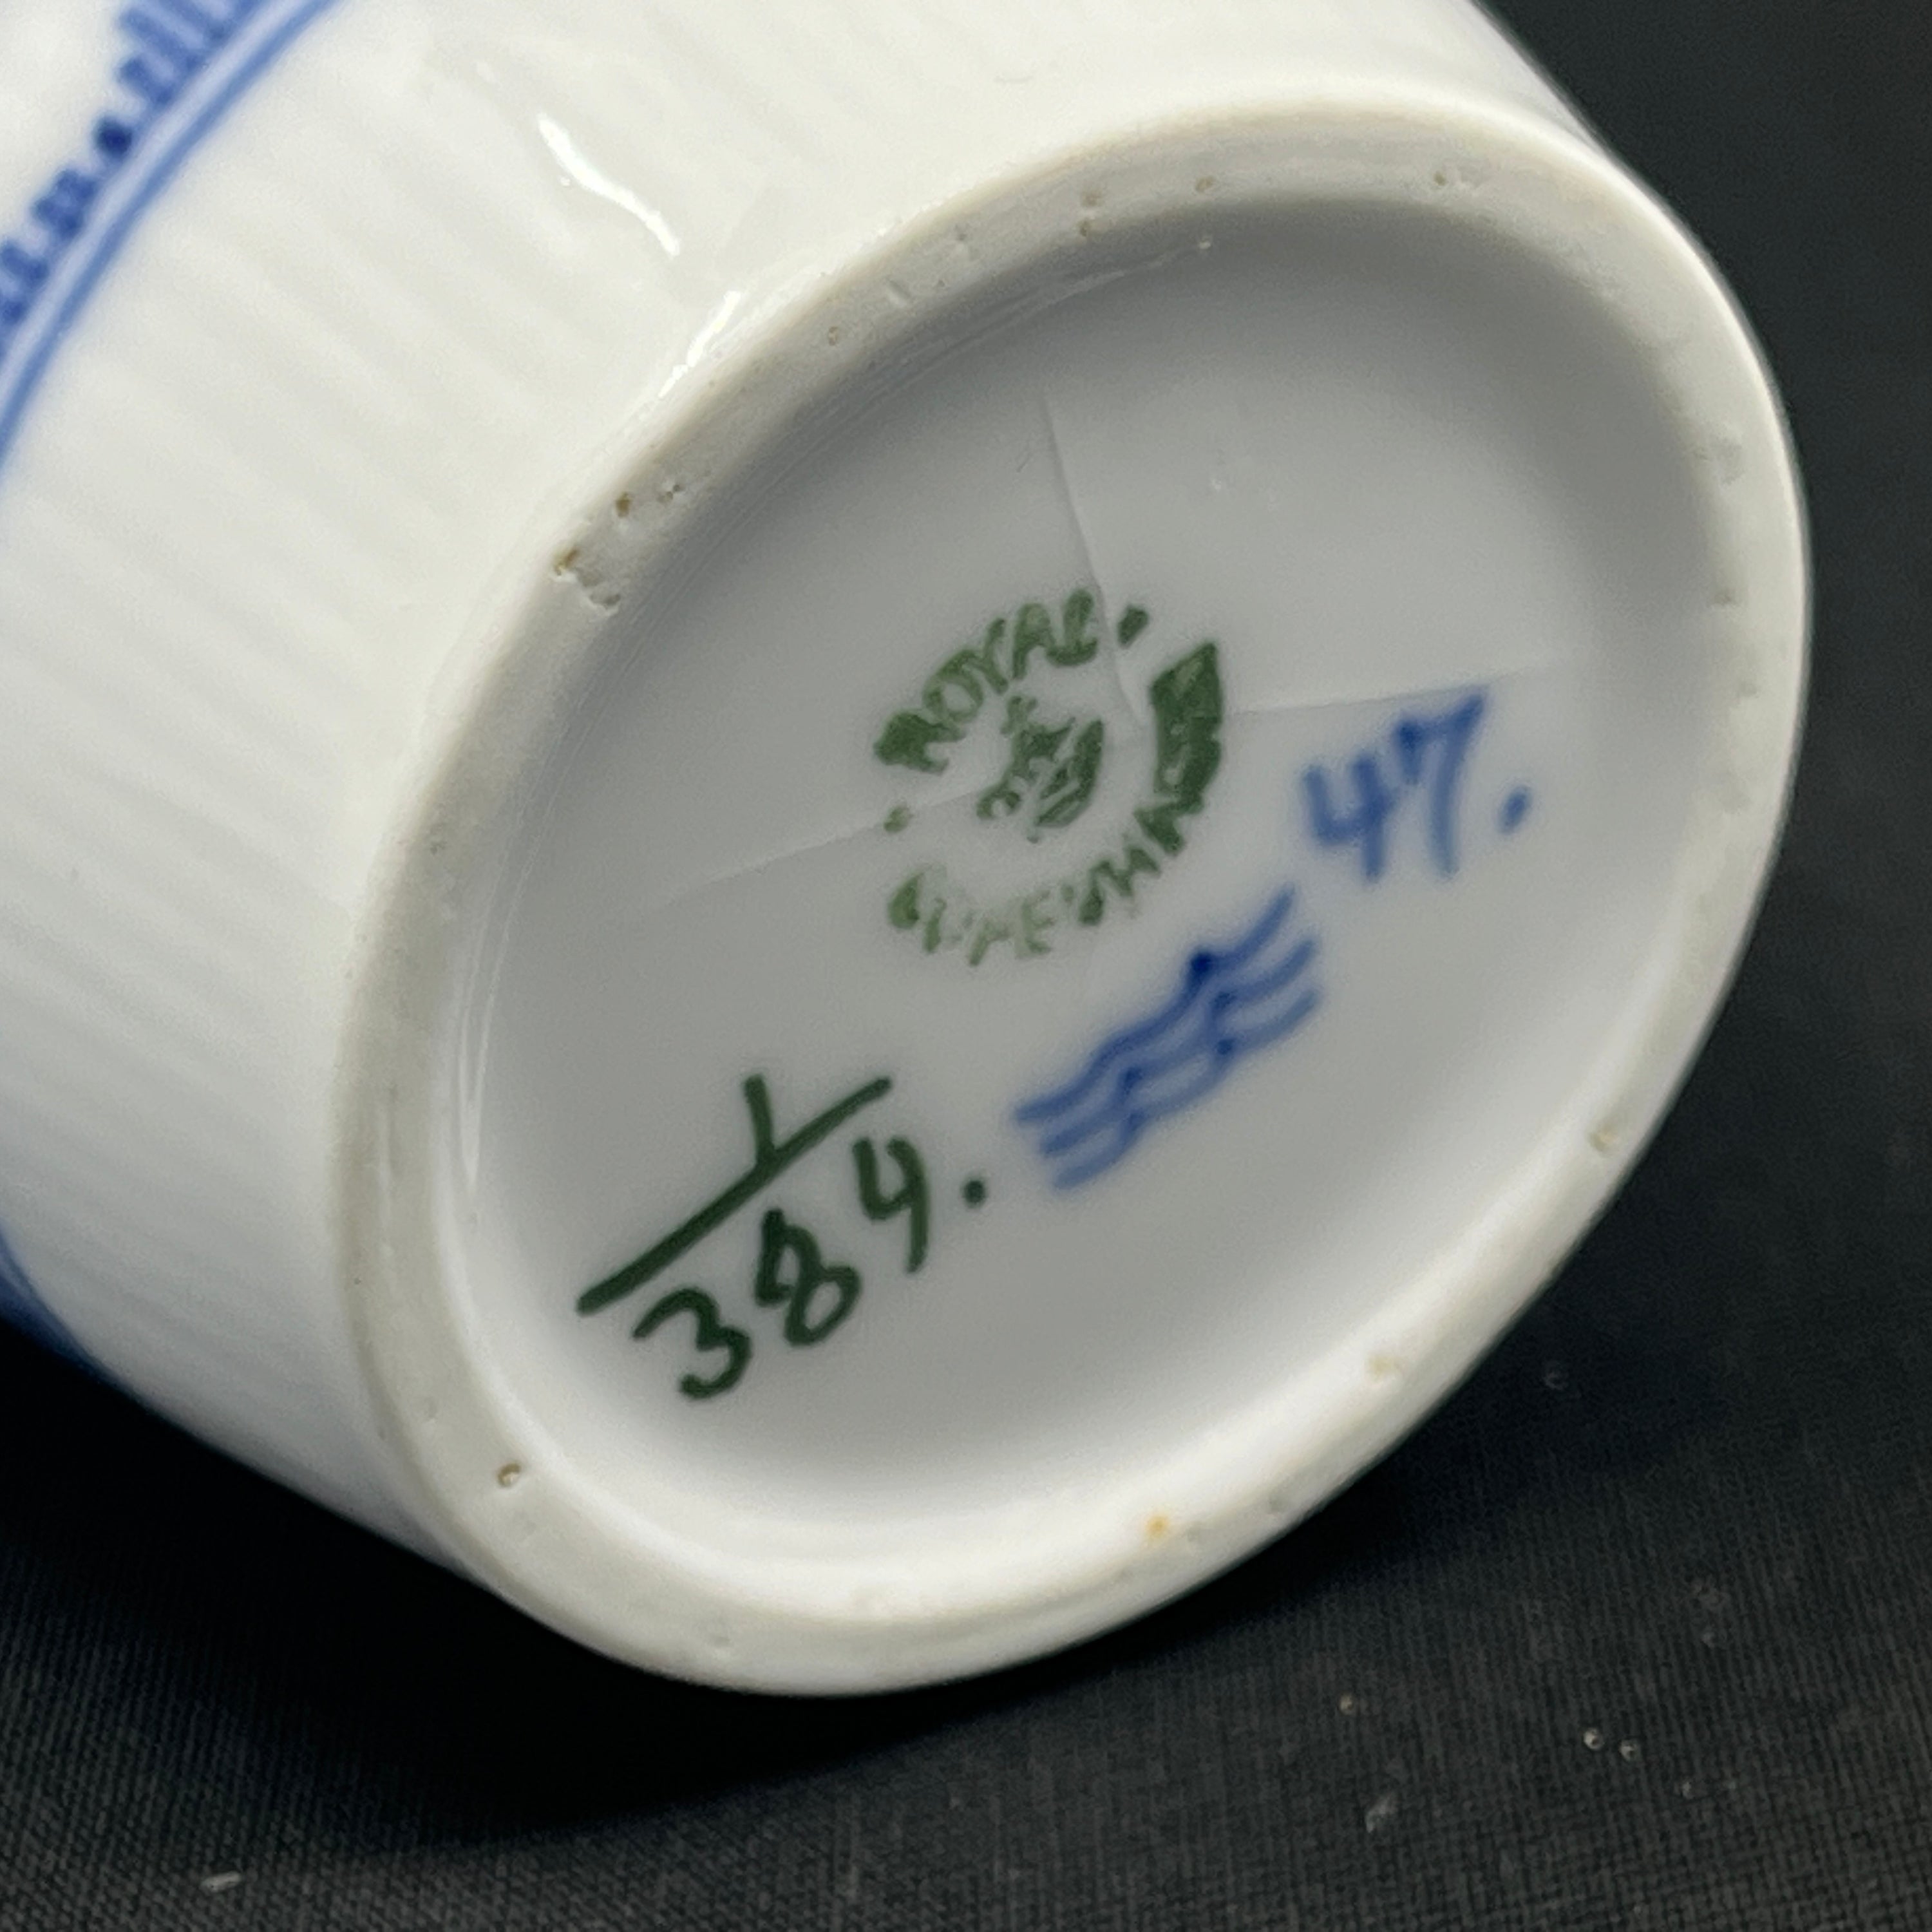 ROYAL
COPENHAGEN
47.
1
384.